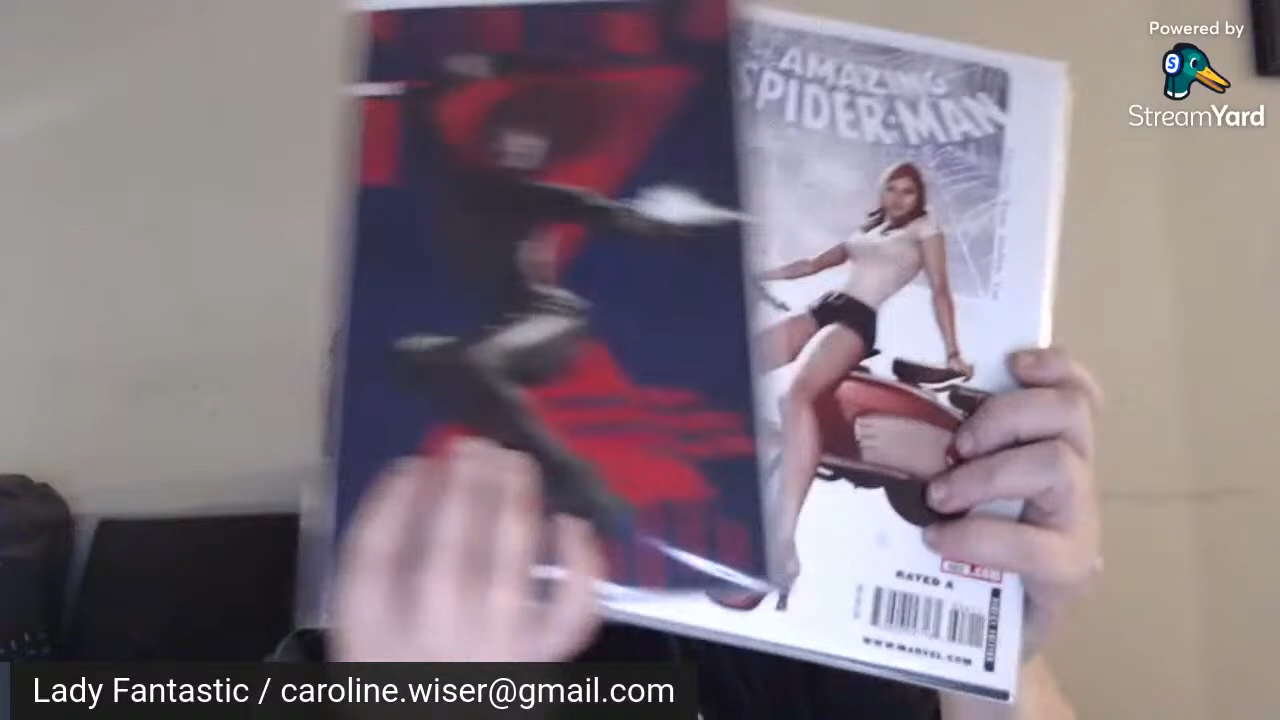 Powered by
StreamYard
AMAZING
SPIDER-MAN
RATED A
WWW.MARVEL.COM
Lady Fantastic / caroline.wiser@gmail.com